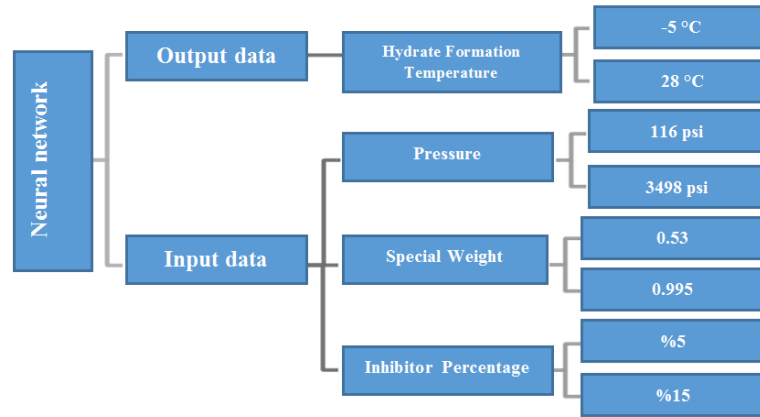 Neural network
Output data
Hydrate Formation
Temperature
-5 °C
28 °C
Input data
Pressure
116 psi
3498 psi
Special Weight
0.53
0.995
Inhibitor Percentage
%5
%15